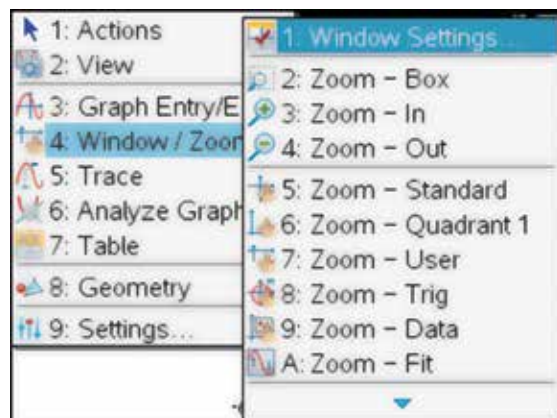 1: Actions
2: View
3: Graph Entry/E
4: Window / Zoor
5: Trace
6: Analyze Graph
7: Table
8: Geometry
9: Settings...
1: Window Settings...
2: Zoom – Box
3: Zoom – In
4: Zoom – Out
5: Zoom – Standard
6: Zoom – Quadrant 1
7: Zoom – User
8: Zoom – Trig
9: Zoom – Data
A: Zoom – Fit